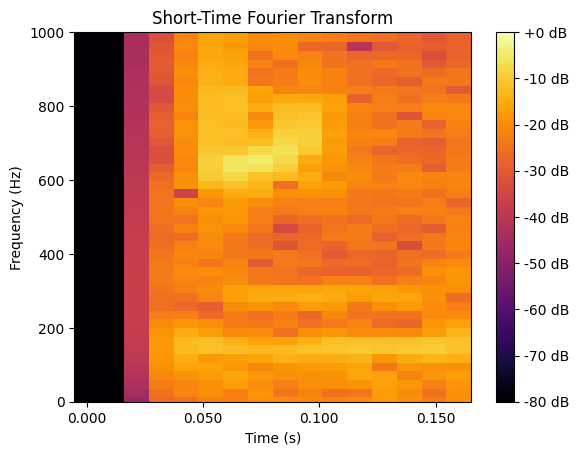 Short-Time Fourier Transform
1000
800
600
400
200
0
Frequency (Hz)
0.000
0.050
0.100
0.150
Time (s)
+0 dB
-10 dB
-20 dB
-30 dB
-40 dB
-50 dB
-60 dB
-70 dB
-80 dB